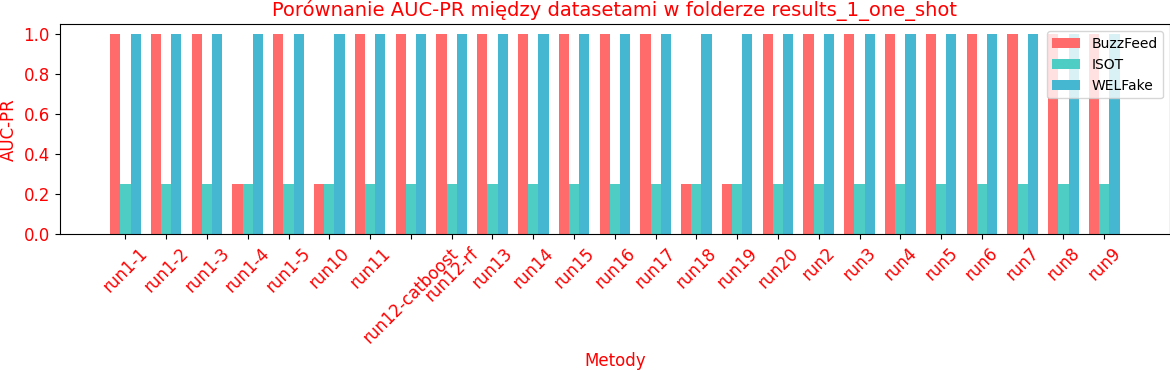 Porównanie AUC-PR między datasetami w folderze results_1_one_shot
AUC-PR
1.0
0.8
0.6
0.4
0.2
0.0
BuzzFeed
ISOT
WELFake
run1-1
run1-2
run1-3
run1-4
run1-5
run10
run11
run12-catboost
run12-rf
run13
run14
run15
run16
run17
run18
run19
run20
run2
run3
run4
run5
run6
run7
run8
run9
Metody